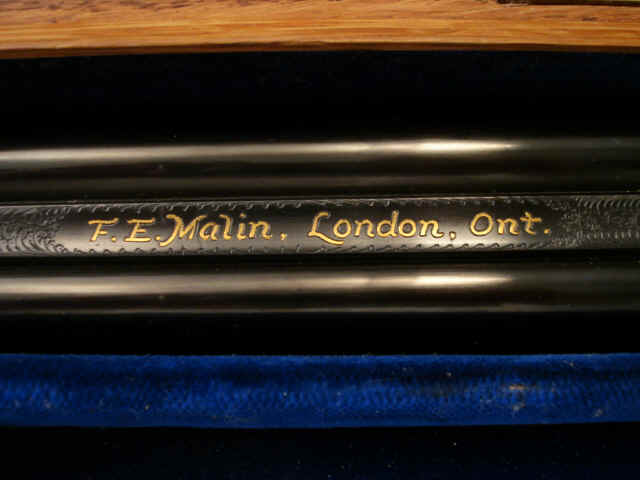 F.E. Malin, London, Ont.